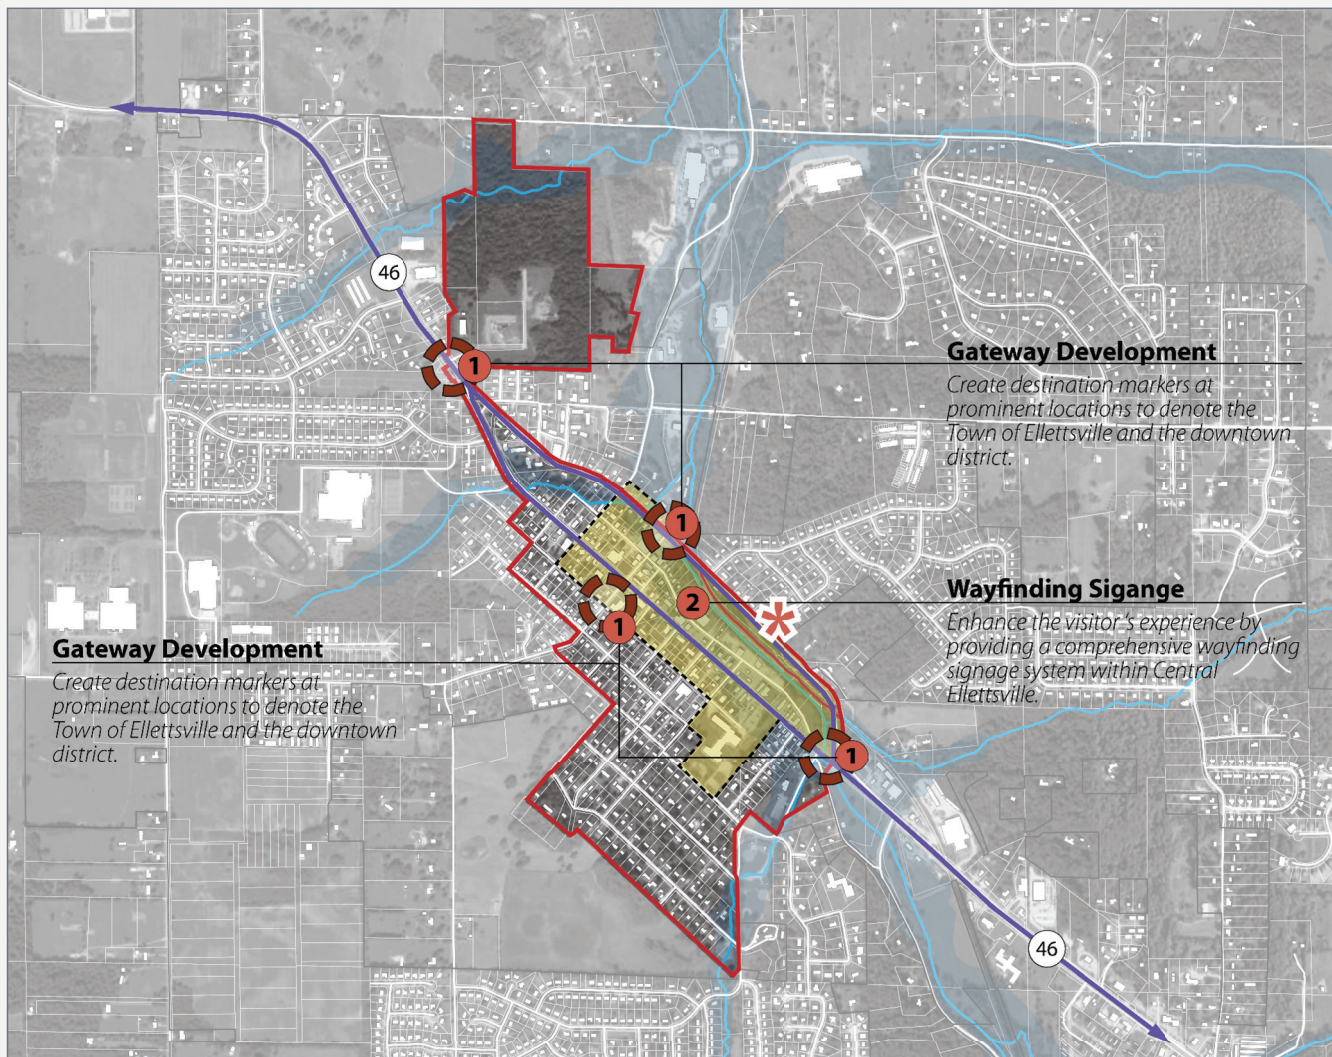 46
1
Gateway Development
Create destination markers at
prominent locations to denote the
Town of Ellettsville and the downtown
district.
1
Wayfinding Sigange
2
*
Enhance the visitor's experience by
providing a comprehensive wayfinding
signage system within Central
Ellettsville.
1
Gateway Development
Create destination markers at
prominent locations to denote the
Town of Ellettsville and the downtown
district.
1
46